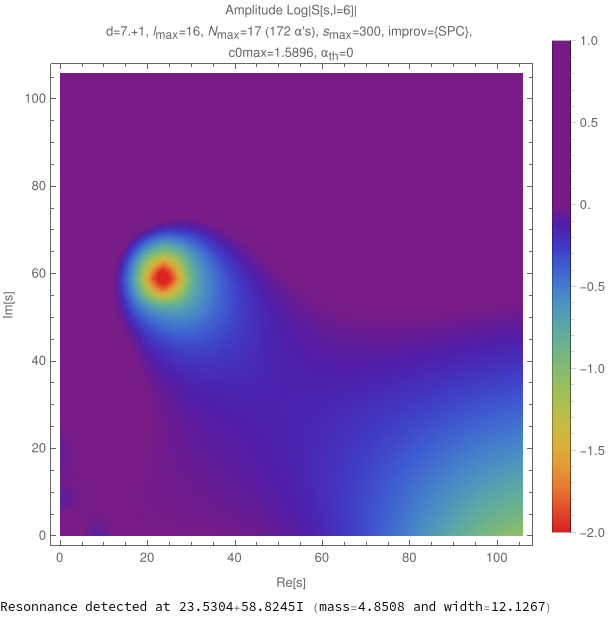 Amplitude Log|S[s,l=6]|
d=7.+1, lmax=16, Nmax=17 (172 α's), smax=300, improv={SPC},
c0max=1.5896, αth=0
1.0
0.5
0.
−0.5
−1.0
−1.5
−2.0
100
80
60
40
20
0
Im[s]
0 20 40 60 80 100
Re[s]
Resonnance detected at 23.5304+58.8245I (mass=4.8508 and width=12.1267)